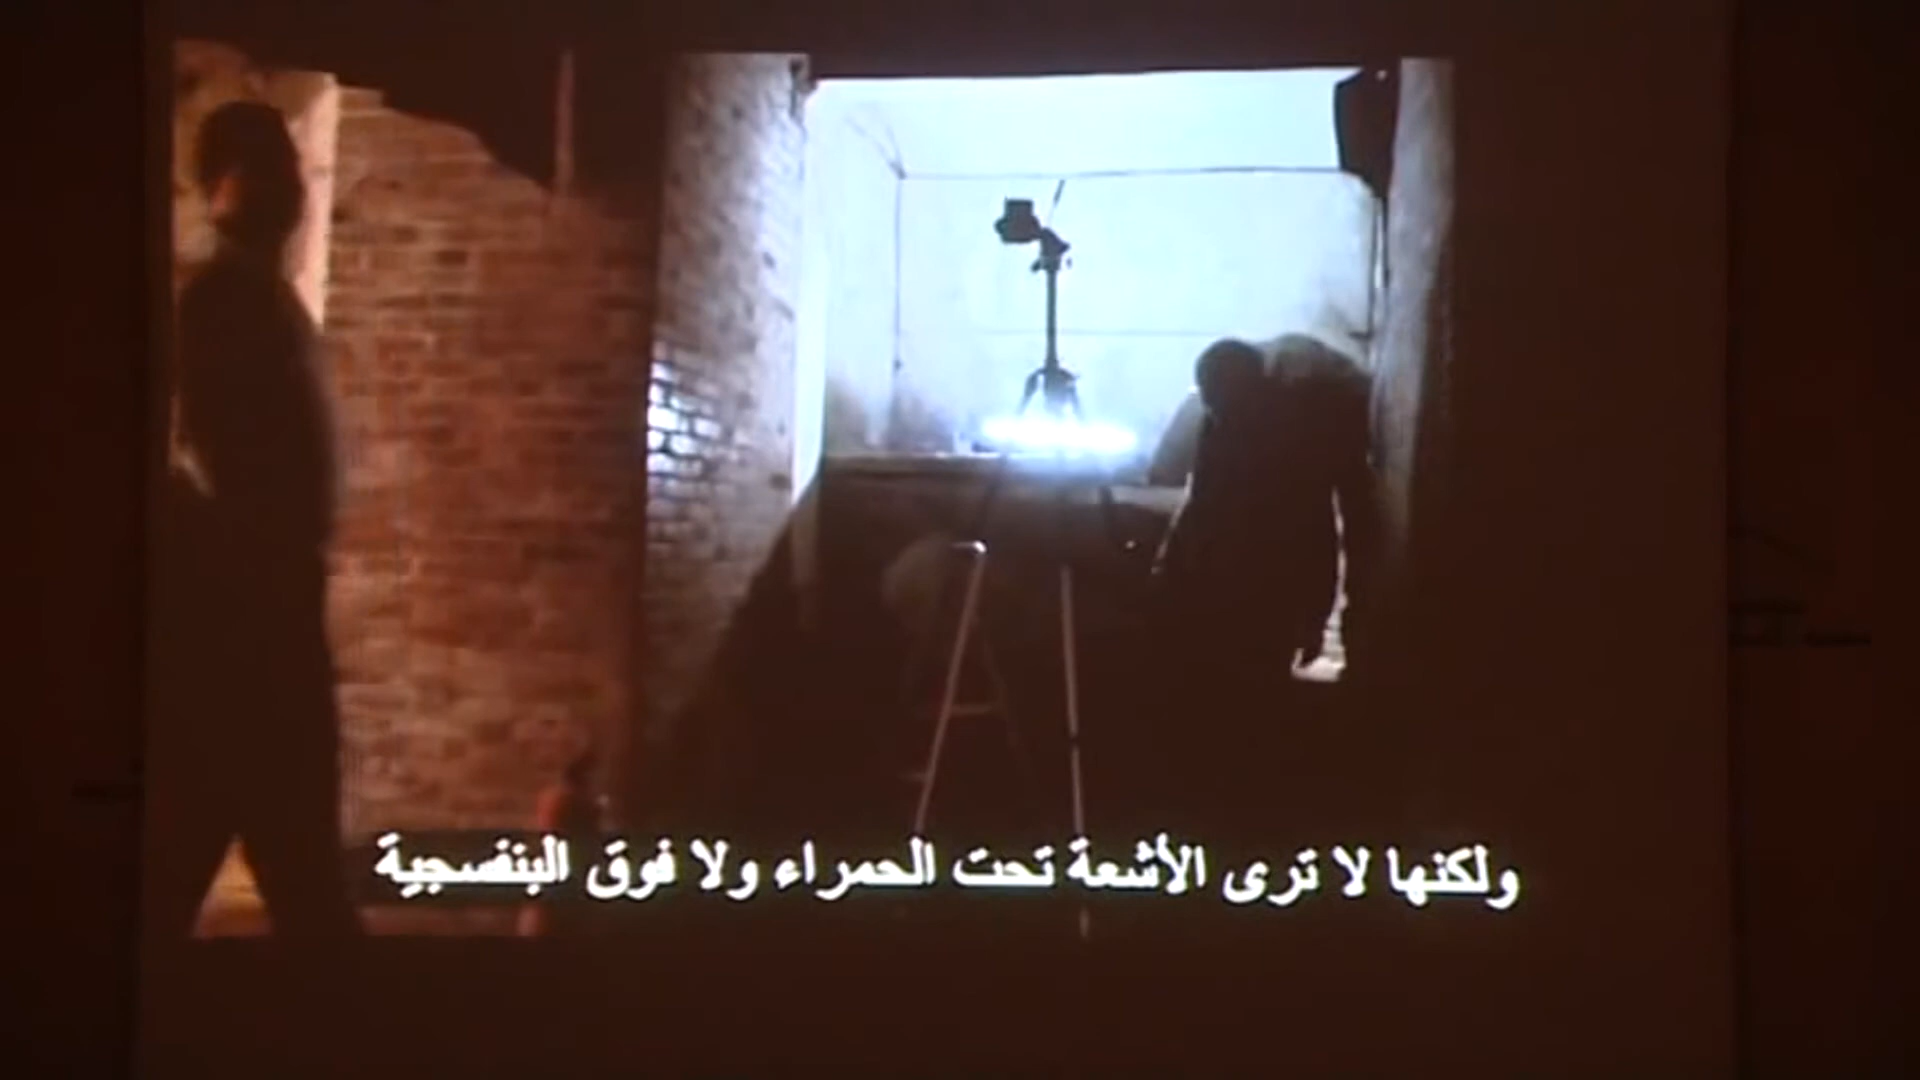 ولكنها لا ترى الأشعة تحت الحمراء ولا فوق البنفسجية